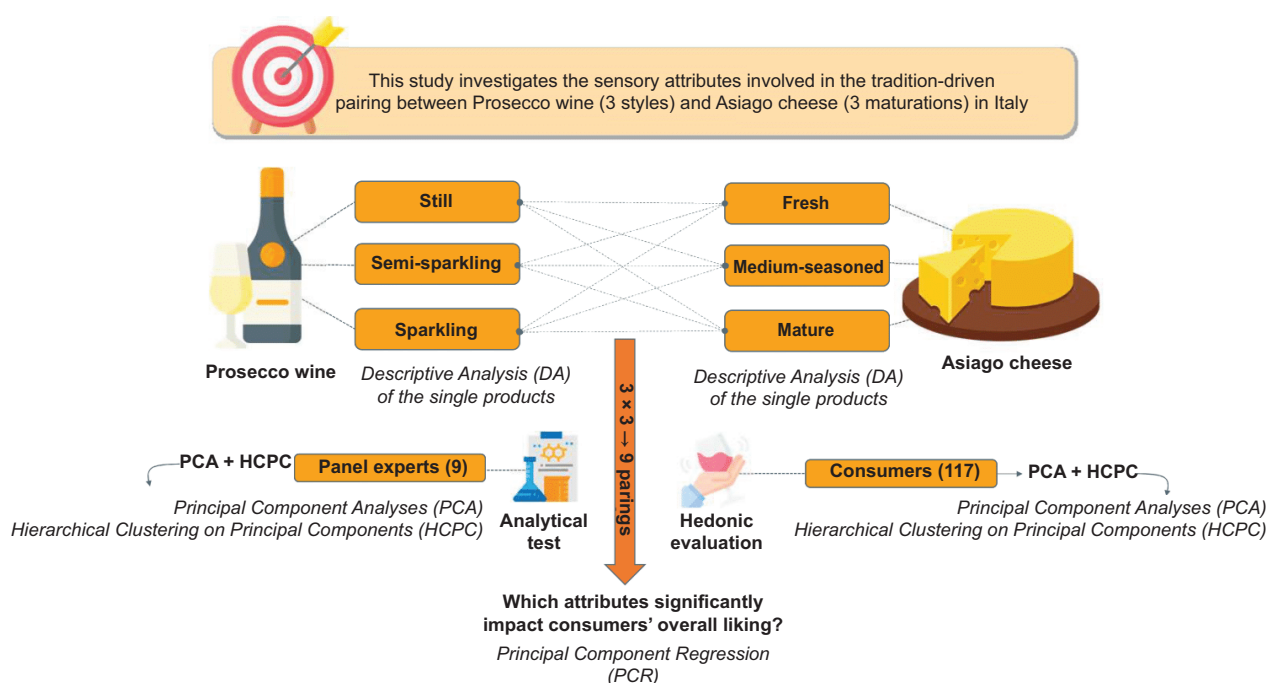 This study investigates the sensory attributes involved in the tradition-driven
pairing between Prosecco wine (3 styles) and Asiago cheese (3 maturations) in Italy
Still
Semi-sparkling
Sparkling
Prosecco wine
Descriptive Analysis (DA)
of the single products
Fresh
Medium-seasoned
Mature
Asiago cheese
Descriptive Analysis (DA)
of the single products
3 × 3 → 9 parings
PCA + HCPC
Panel experts (9)
Principal Component Analyses (PCA)
Hierarchical Clustering on Principal Components (HCPC)
Analytical
test
Hedonic
evaluation
Consumers (117)
PCA + HCPC
Principal Component Analyses (PCA)
Hierarchical Clustering on Principal Components (HCPC)
Which attributes significantly
impact consumers' overall liking?
Principal Component Regression
(PCR)